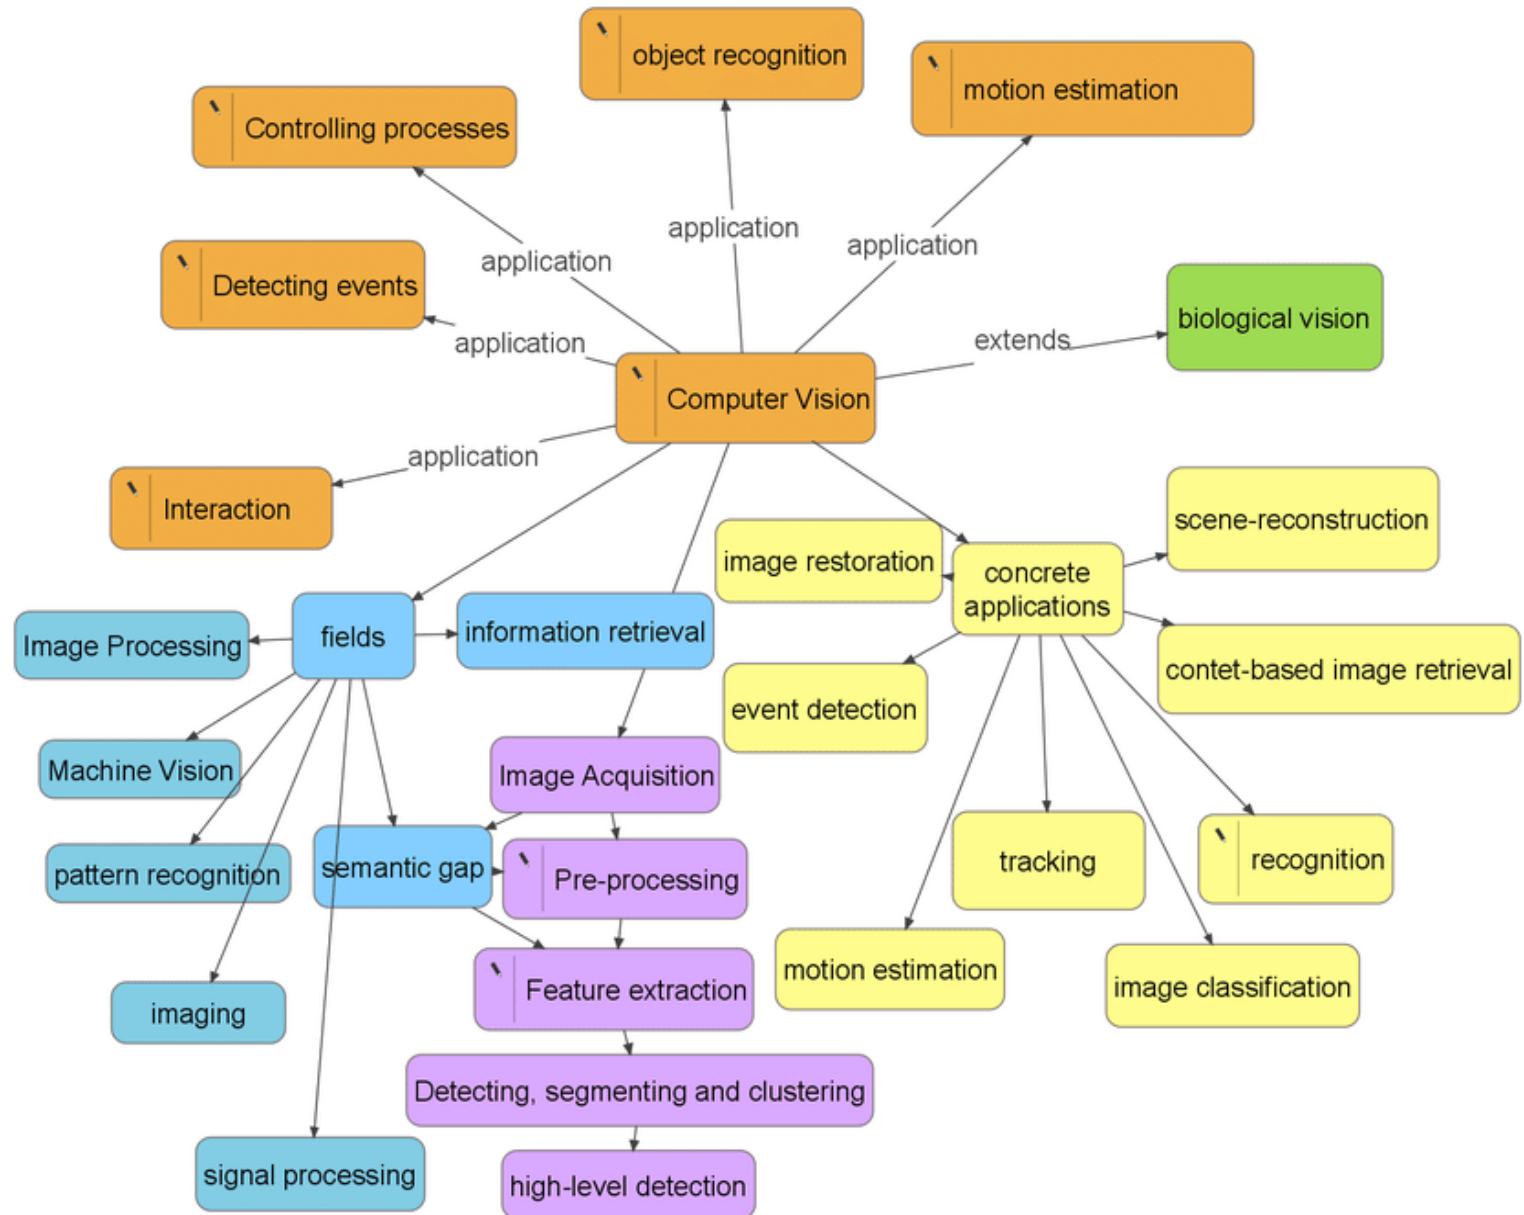 object recognition
motion estimation
Controlling processes
application
application
application
Detecting events
application
extends
biological vision
Computer Vision
application
Interaction
scene-reconstruction
image restoration
concrete
applications
Image Processing
fields
information retrieval
contet-based image retrieval
event detection
Machine Vision
Image Acquisition
pattern recognition
semantic gap
Pre-processing
tracking
recognition
motion estimation
image classification
Feature extraction
imaging
Detecting, segmenting and clustering
signal processing
high-level detection